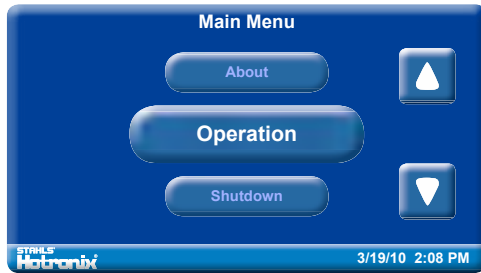 Main Menu
About
Operation
Shutdown
STAHLS'
Hotronix
3/19/10 2:08 PM